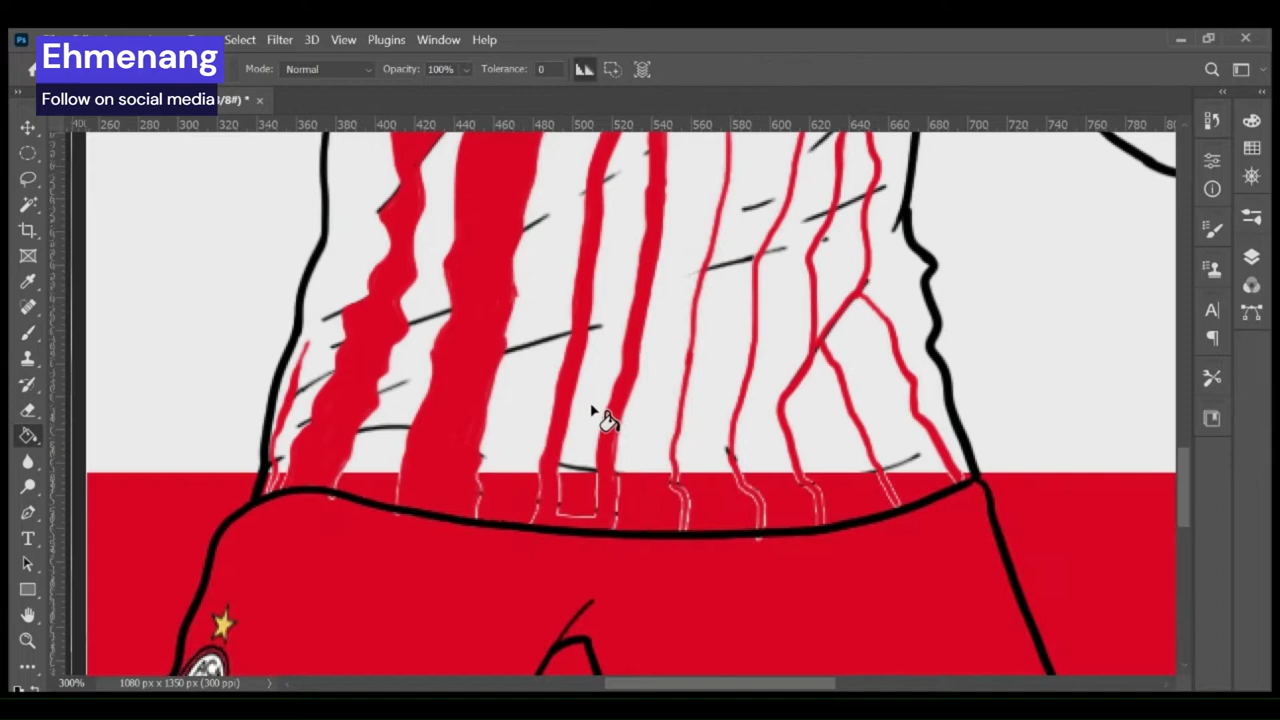 Ehmenang
Follow on social media
Ps
Select Filter 3D View Plugins Window Help
Mode: Normal Opacity: 100% Tolerance: 0
/8#) * ×
260 280 300 320 340 360 380 400 420 440 460 480 500 520 540 560 580 600 620 640 660 680 700 720 740 760 780
300% 1080 px x 1350 px (300 ppi)